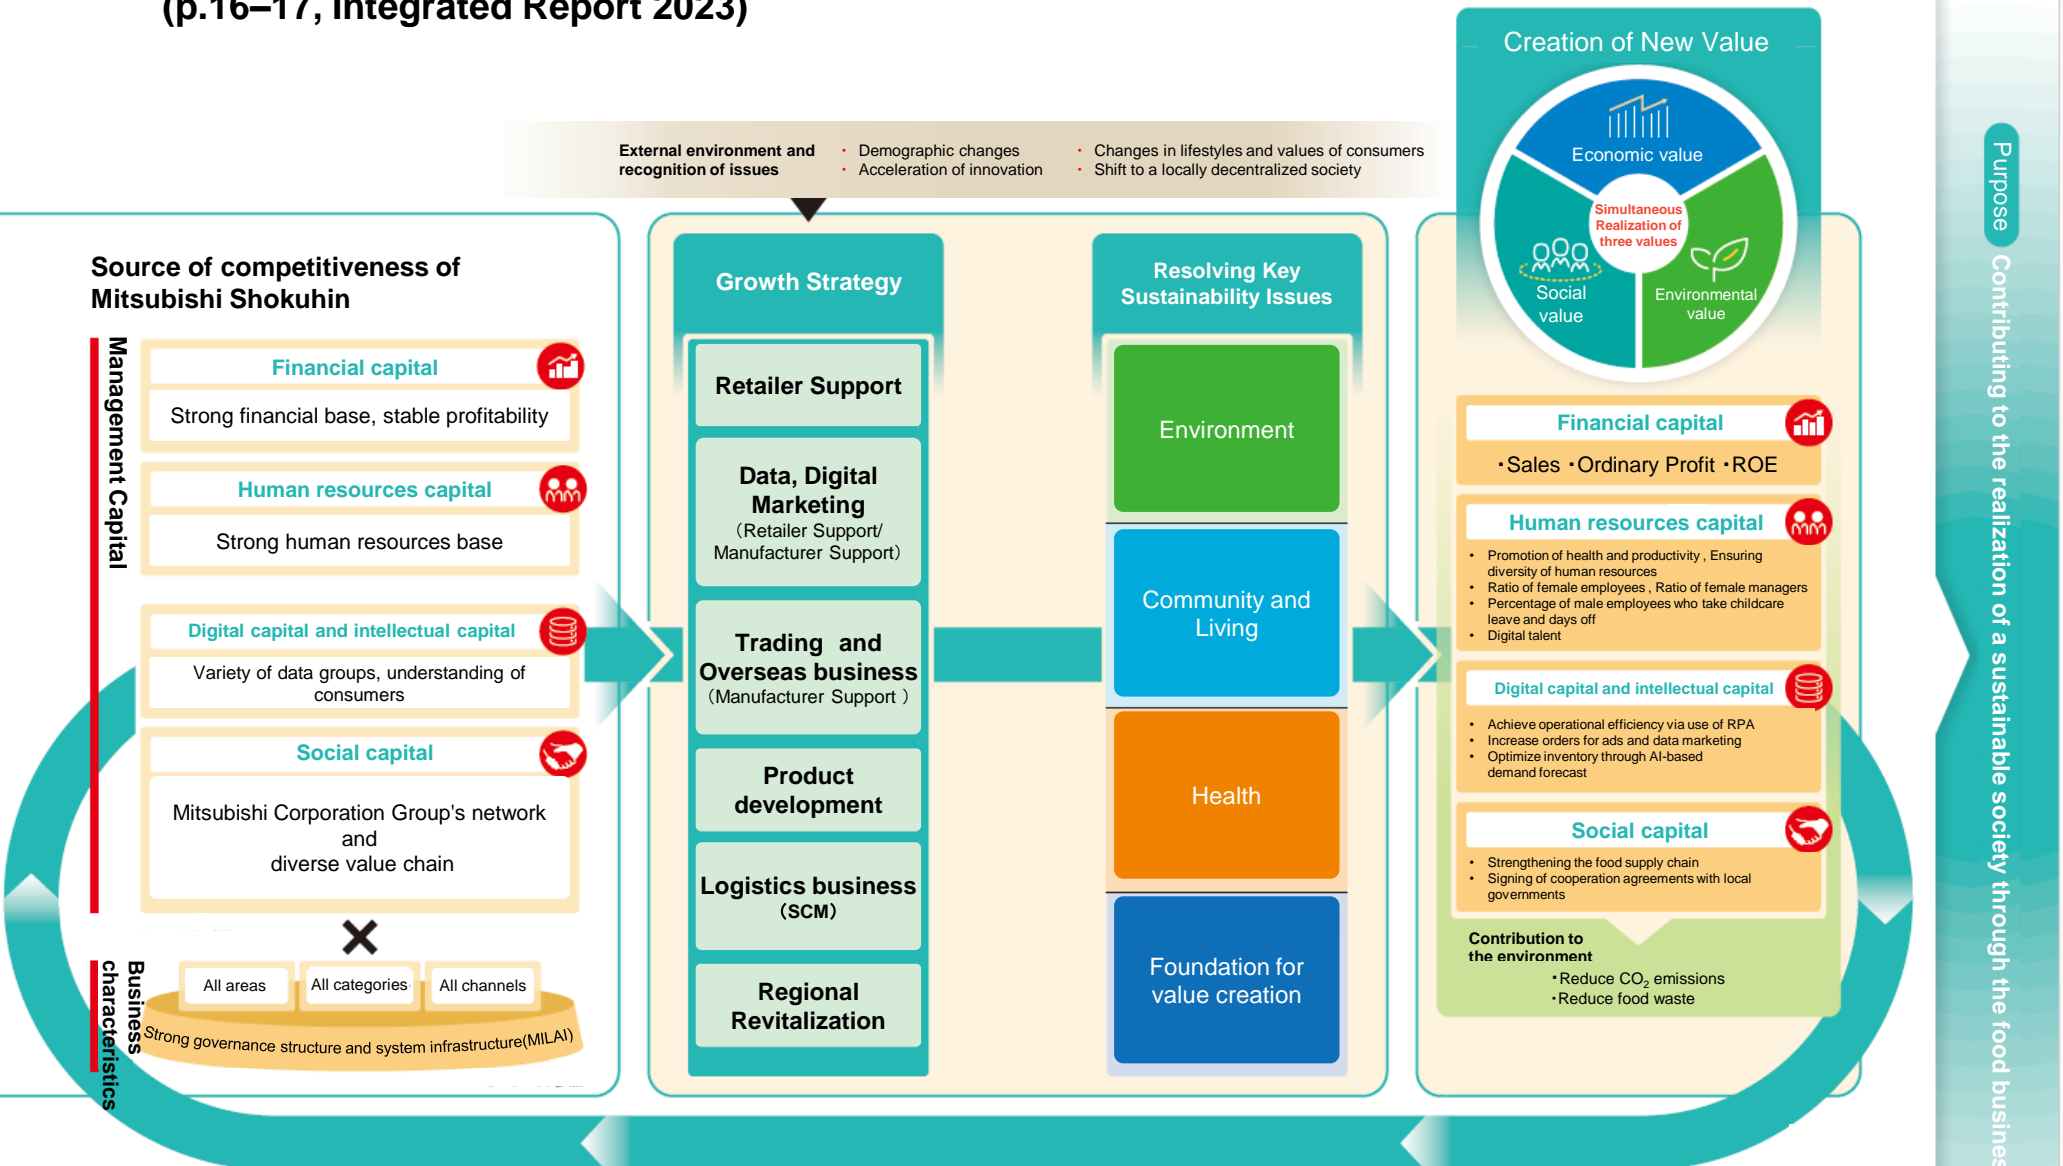 (p.16–17, Integrated Report 2023)
External environment and
recognition of issues
・ Demographic changes
・ Acceleration of innovation
・ Changes in lifestyles and values of consumers
・ Shift to a locally decentralized society
Source of competitiveness of
Mitsubishi Shokuhin
Management Capital
Financial capital
Strong financial base, stable profitability
Human resources capital
Strong human resources base
Digital capital and intellectual capital
Variety of data groups, understanding of
consumers
Social capital
Mitsubishi Corporation Group's network
and
diverse value chain
Business
characteristics
All areas
All categories
All channels
Strong governance structure and system infrastructure(MILAI)
Growth Strategy
Retailer Support
Data, Digital
Marketing
（Retailer Support/
Manufacturer Support）
Trading and
Overseas business
（Manufacturer Support ）
Product
development
Logistics business
（SCM）
Regional
Revitalization
Resolving Key
Sustainability Issues
Environment
Community and
Living
Health
Foundation for
value creation
Creation of New Value
Economic value
Simultaneous
Realization of
three values
Social
value
Environmental
value
Financial capital
・Sales ・Ordinary Profit ・ROE
Human resources capital
• Promotion of health and productivity , Ensuring
diversity of human resources
• Ratio of female employees , Ratio of female managers
• Percentage of male employees who take childcare
leave and days off
• Digital talent
Digital capital and intellectual capital
• Achieve operational efficiency via use of RPA
• Increase orders for ads and data marketing
• Optimize inventory through AI-based
demand forecast
Social capital
• Strengthening the food supply chain
• Signing of cooperation agreements with local
governments
Contribution to
the environment
・Reduce CO2 emissions
・Reduce food waste
Purpose
Contributing to the realization of a sustainable society through the food busines